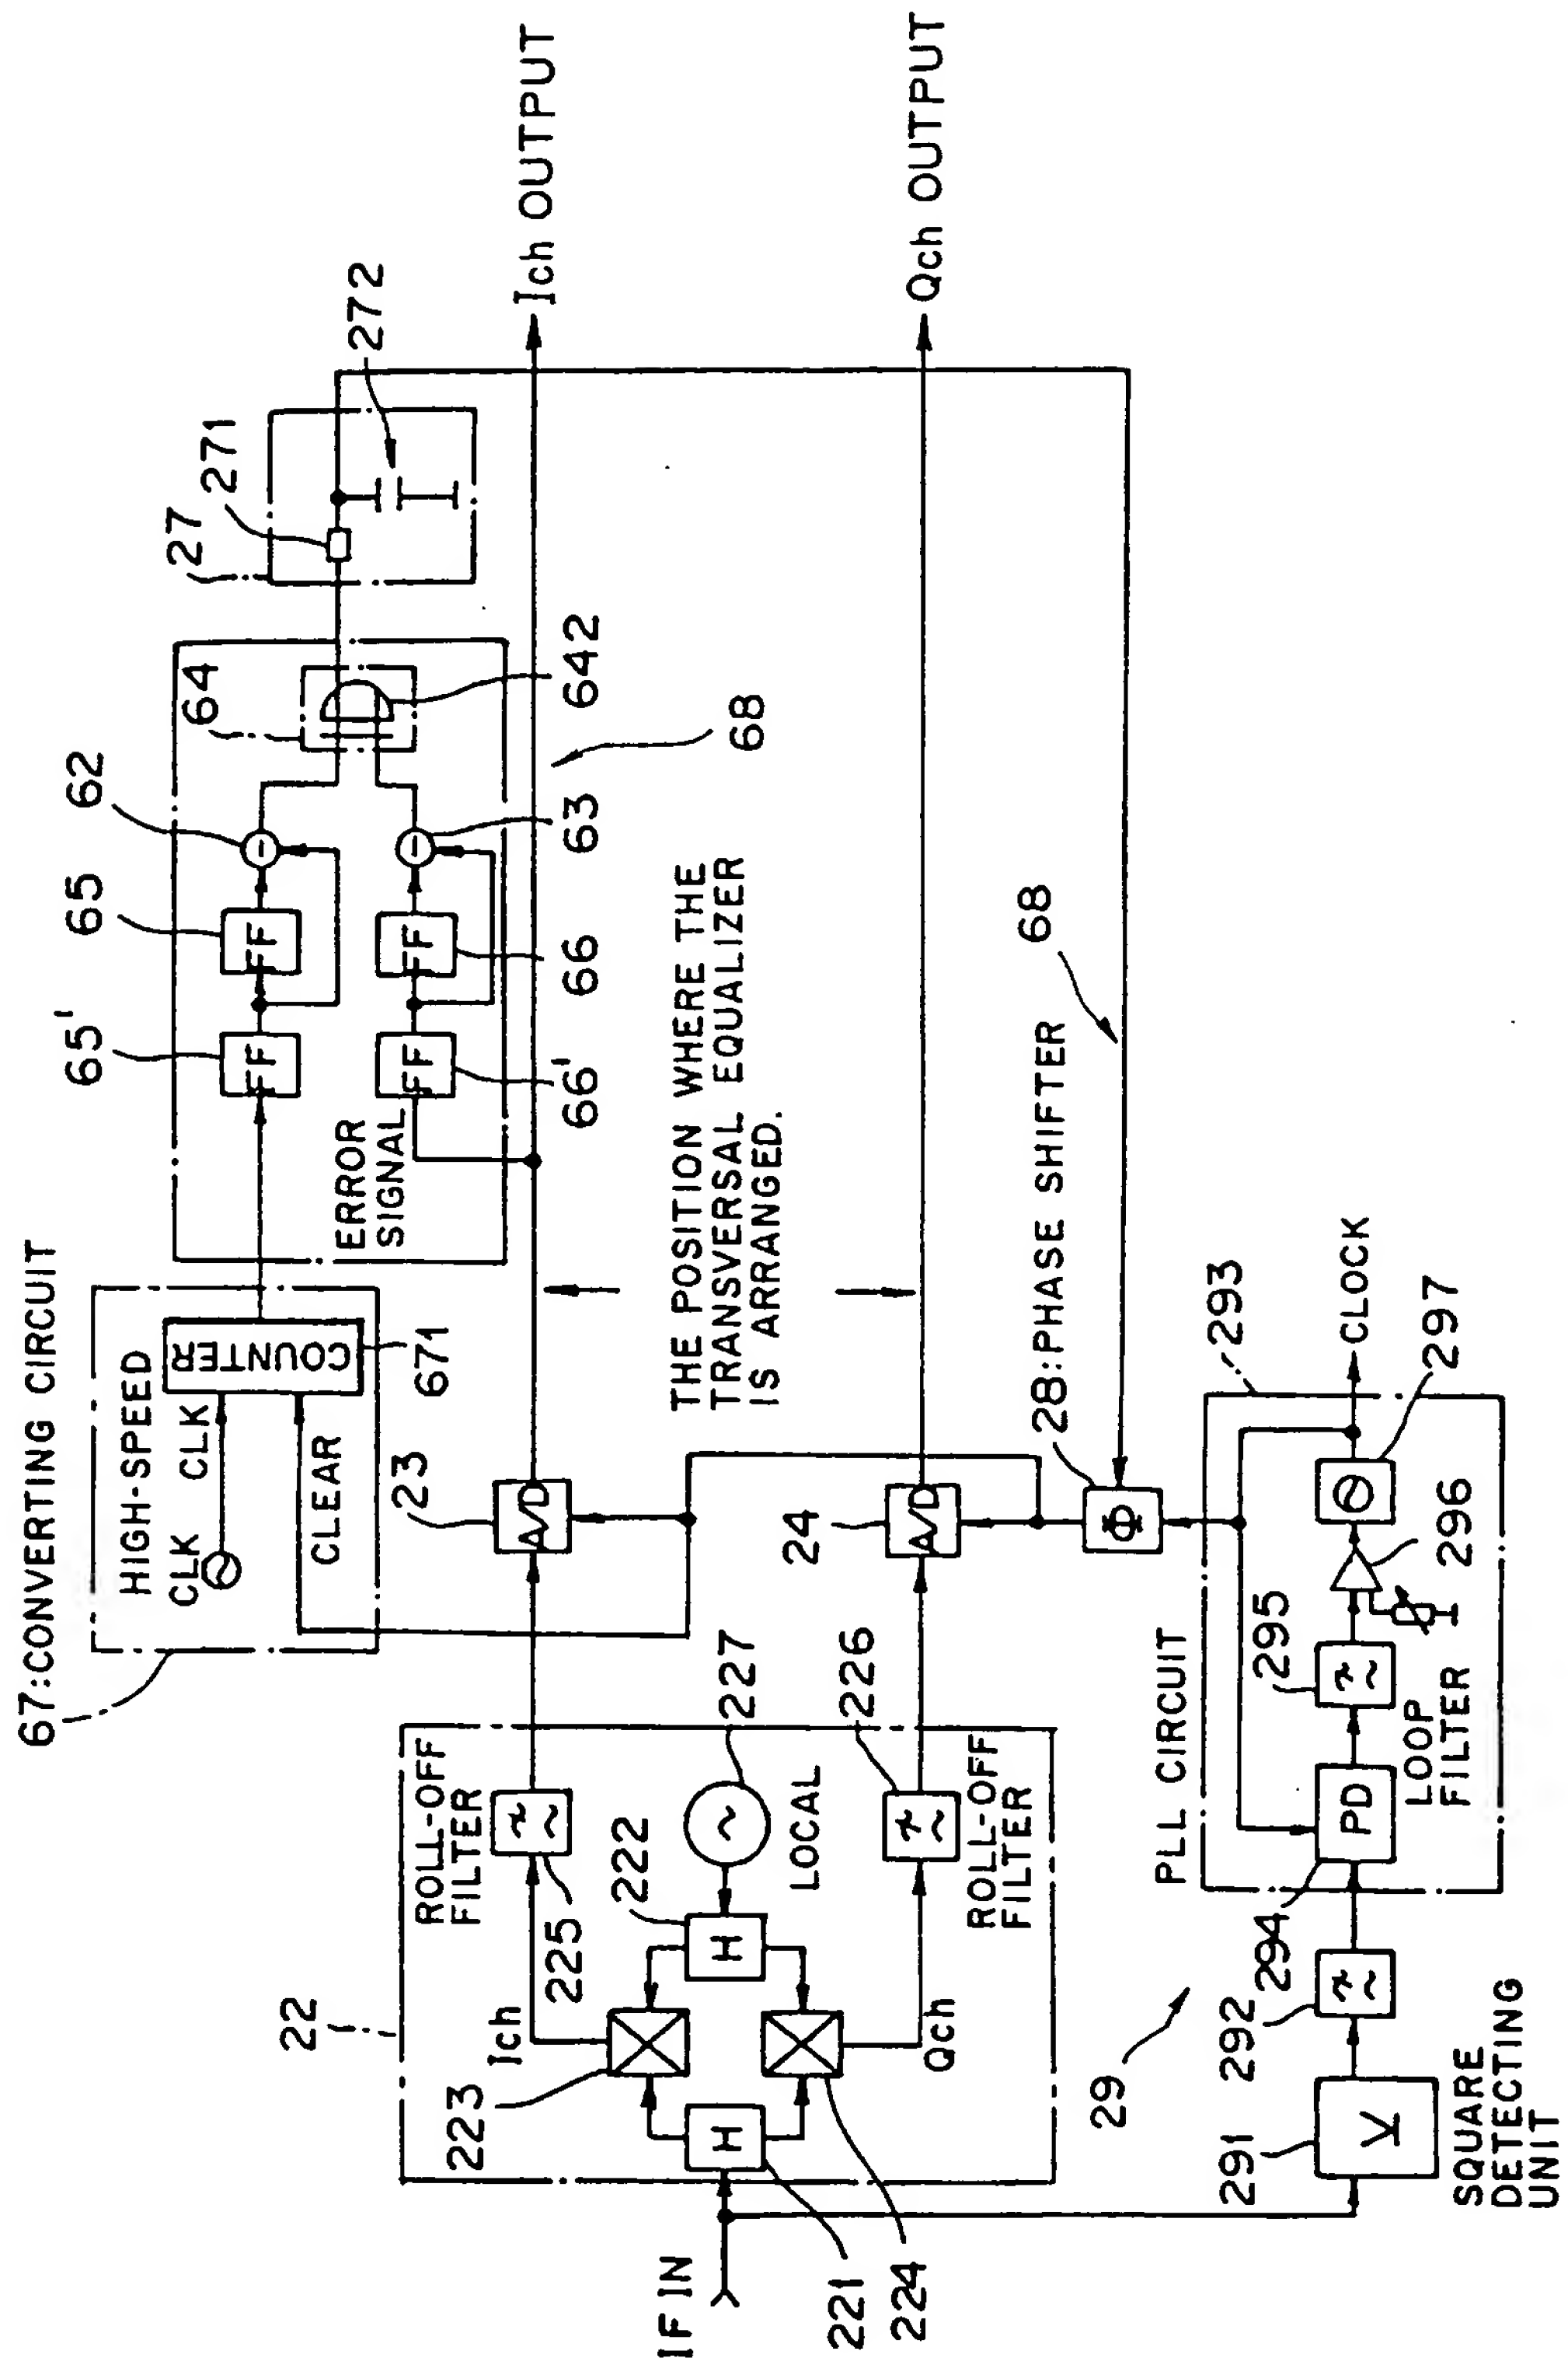 67:CONVERTING CIRCUIT
HIGH-SPEED
CLK CLK
COUNTER
CLEAR
671
65'
65
62
64
27
271
272
FF
FF
-
ERROR
SIGNAL
FF
FF
-
66'
66
63
642
68
Ich OUTPUT
23
A/D
THE POSITION WHERE THE
TRANSVERSAL EQUALIZER
IS ARRANGED.
24
A/D
Qch OUTPUT
22
ROLL-OFF
FILTER
225
Ich
223
222
227
H
H
LOCAL
226
Qch
ROLL-OFF
FILTER
IF IN
221
224
28:PHASE SHIFTER
Φ
68
29
PLL CIRCUIT
293
291
292
294
PD
295
LOOP
FILTER
296
297
CLOCK
SQUARE
DETECTING
UNIT